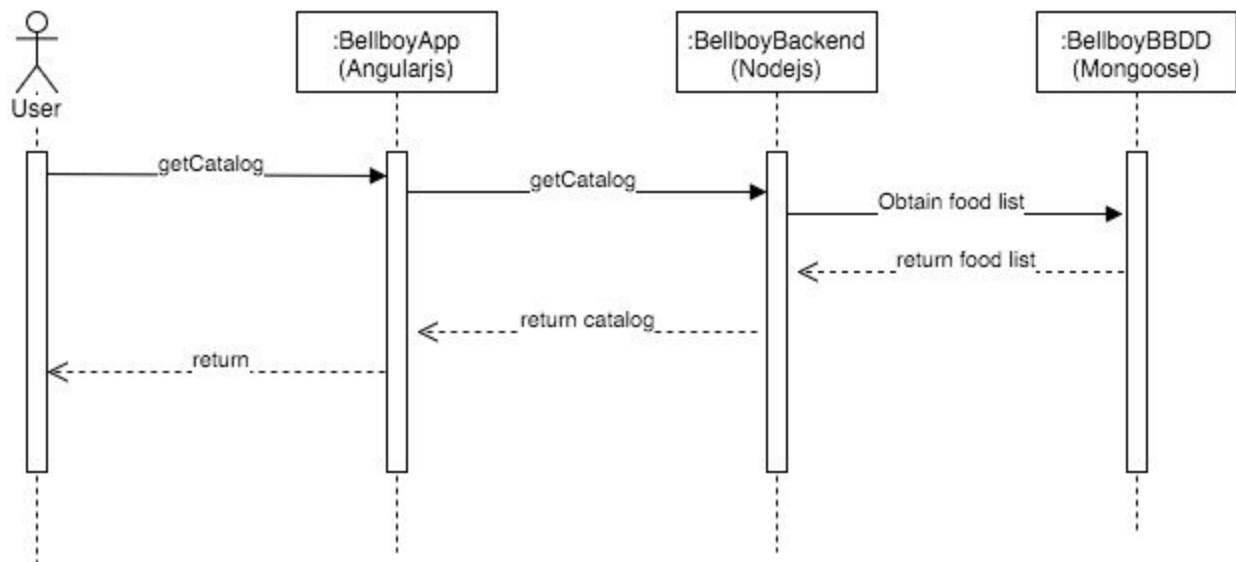 :BellboyApp
(Angularjs)
:BellboyBackend
(Nodejs)
:BellboyBBDD
(Mongoose)
User
getCatalog
getCatalog
Obtain food list
return food list
return catalog
return